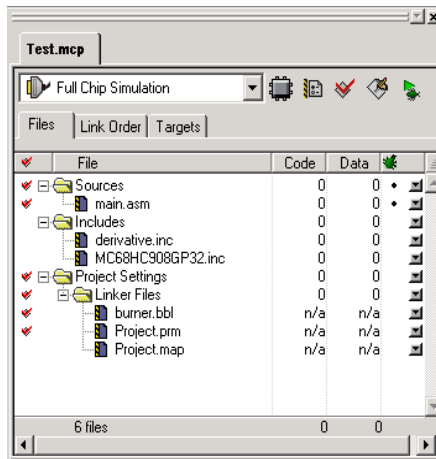 Test.mcp
Full Chip Simulation
Files Link Order Targets
File Code Data
Sources 0 0
main.asm 0 0
Includes 0 0
derivative.inc 0 0
MC68HC908GP32.inc 0 0
Project Settings 0 0
Linker Files 0 0
burner.bbl n/a n/a
Project.prm n/a n/a
Project.map n/a n/a
6 files 0 0